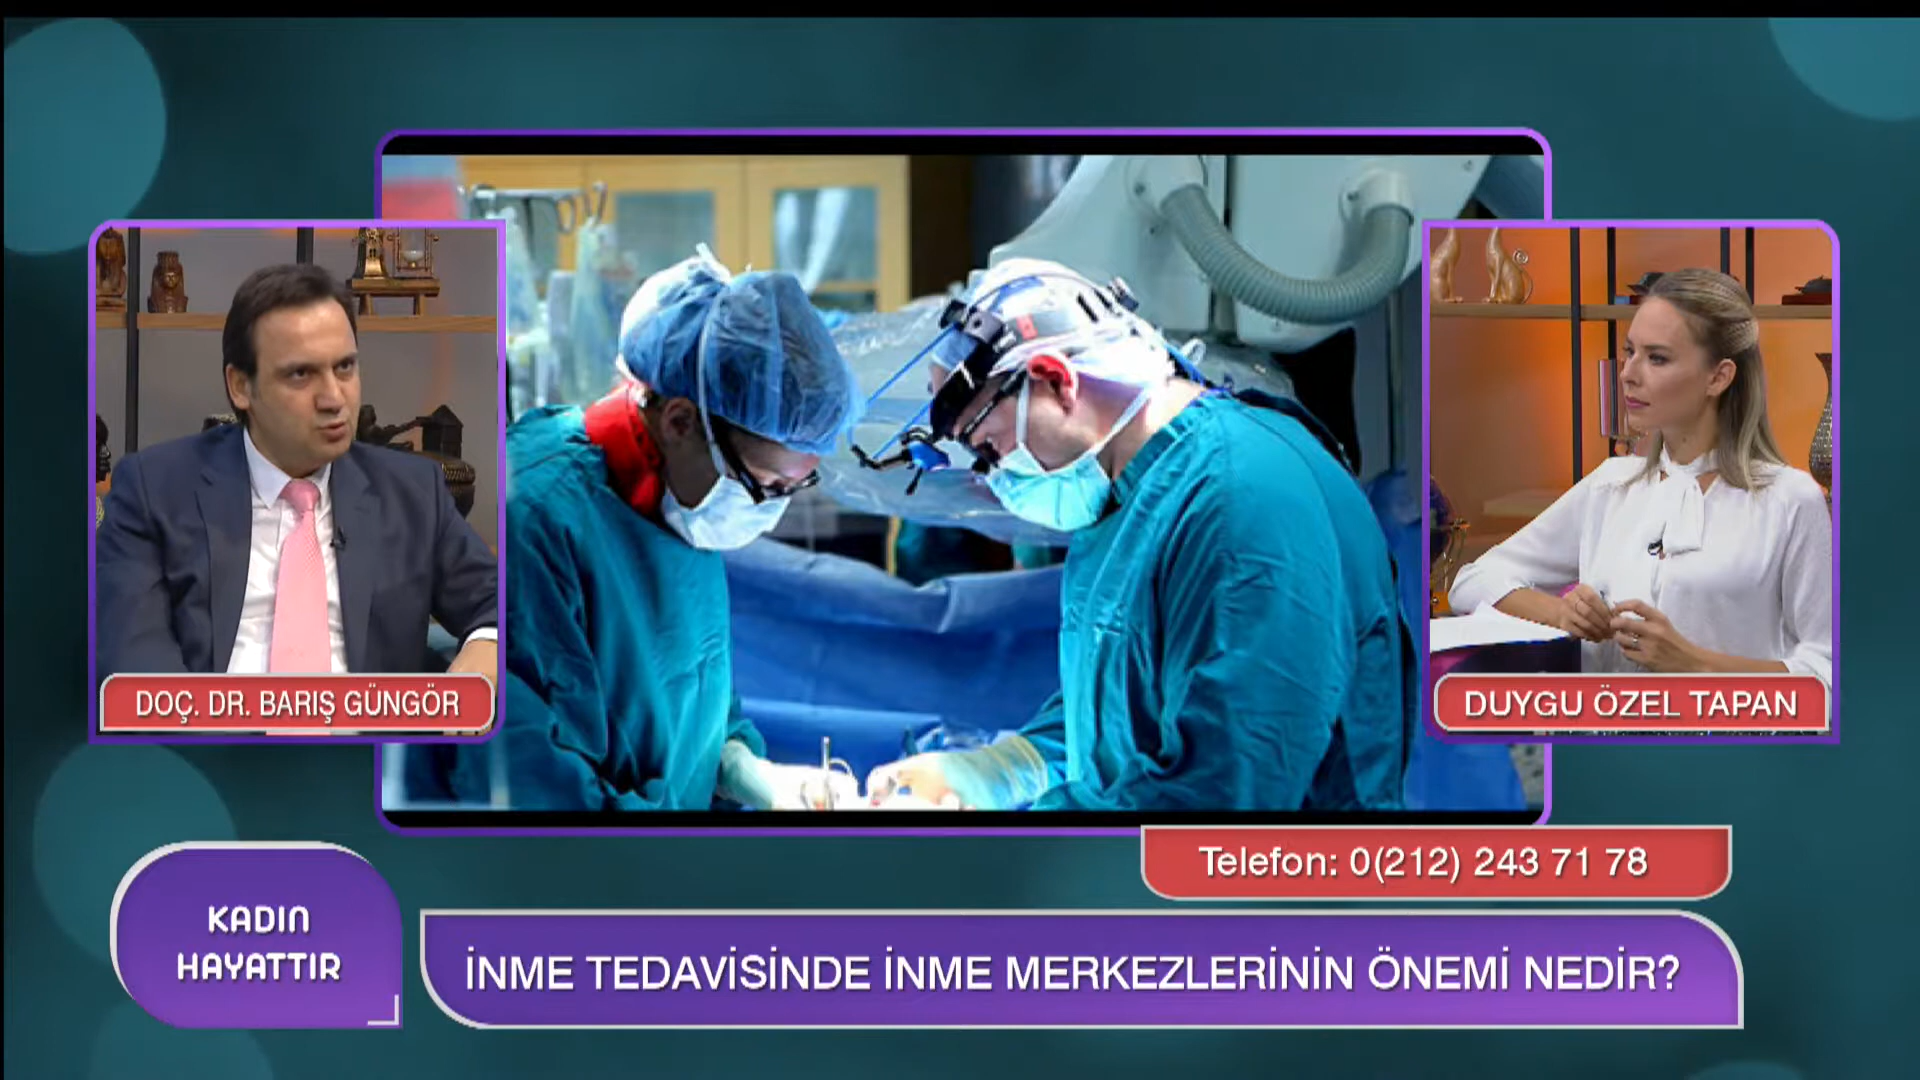 DOÇ. DR. BARIŞ GÜNGÖR
DUYGU ÖZEL TAPAN
Telefon: 0(212) 243 71 78
KADIN
HAYATTIR
İNME TEDAVİSİNDE İNME MERKEZLERİNİN ÖNEMİ NEDİR?